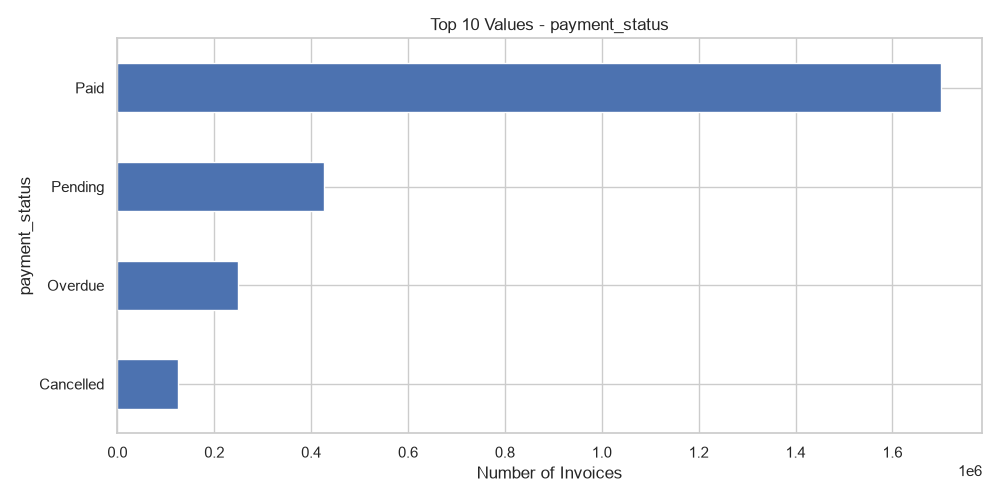 Top 10 Values - payment_status
payment_status
Paid
Pending
Overdue
Cancelled
0.0 0.2 0.4 0.6 0.8 1.0 1.2 1.4 1.6
1e6
Number of Invoices